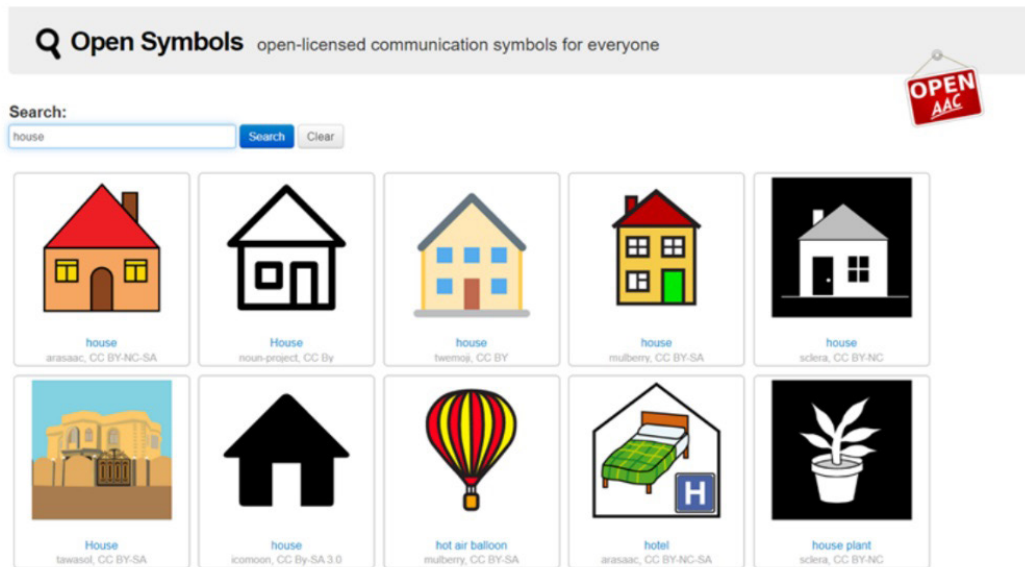 Open Symbols open-licensed communication symbols for everyone
OPEN
AAC
Search:
house
Search
Clear
house
arasaac, CC BY-NC-SA
House
noun-project, CC By
house
twemoji, CC BY
house
mulberry, CC BY-SA
house
sclera, CC BY-NC
H
House
tawasol, CC BY-SA
house
icomoon, CC By-SA 3.0
hot air balloon
mulberry, CC BY-SA
hotel
arasaac, CC BY-NC-SA
house plant
sclera, CC BY-NC